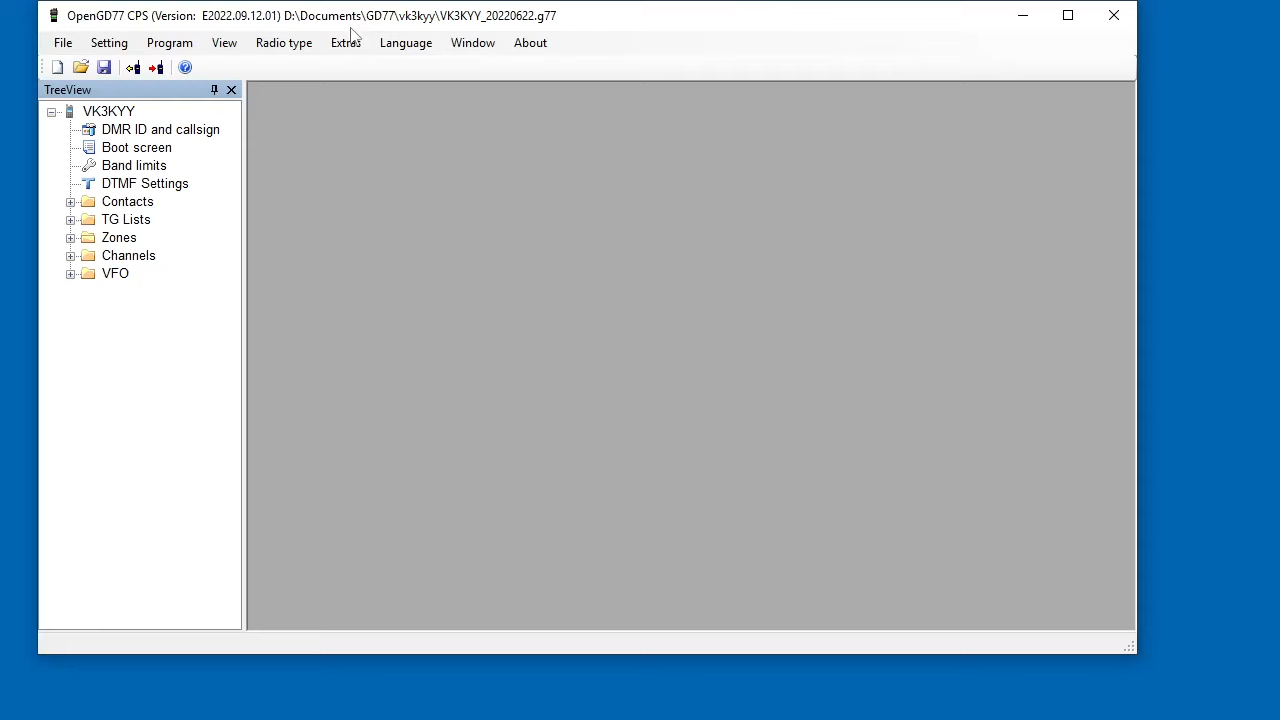 OpenGD77 CPS (Version: E2022.09.12.01) D:\Documents\GD77\vk3kyy\VK3KYY_20220622.g77
File Setting Program View Radio type Extras Language Window About
TreeView
VK3KYY
DMR ID and callsign
Boot screen
Band limits
DTMF Settings
Contacts
TG Lists
Zones
Channels
VFO